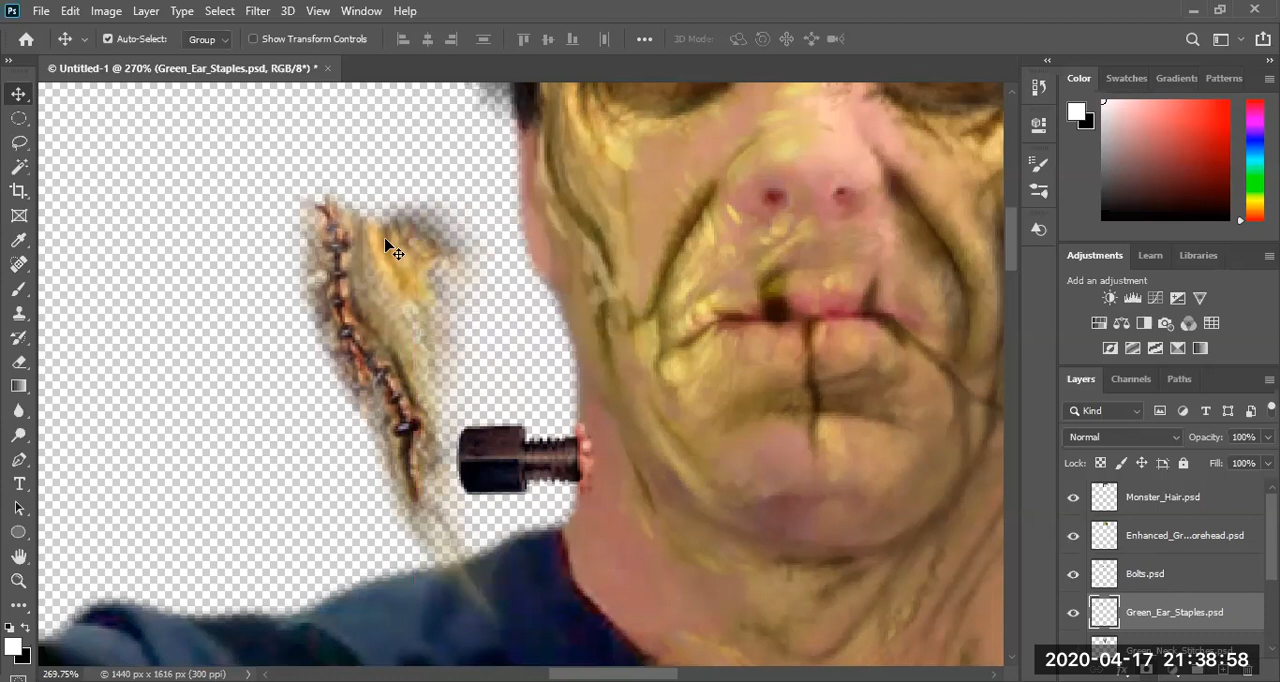 Ps File Edit Image Layer Type Select Filter 3D View Window Help
Auto-Select: Group Show Transform Controls 3D Mode
© Untitled-1 @ 270% (Green_Ear_Staples.psd, RGB/8*) * ×
Color Swatches Gradients Patterns
Adjustments Learn Libraries
Add an adjustment
Layers Channels Paths
Kind
Normal Opacity: 100%
Lock: Fill: 100%
Monster_Hair.psd
Enhanced_Gr...orehead.psd
Bolts.psd
Green_Ear_Staples.psd
Green_Neck_Stitches.psd
269.75% © 1440 px x 1616 px (300 ppi)
2020-04-17 21:38:58